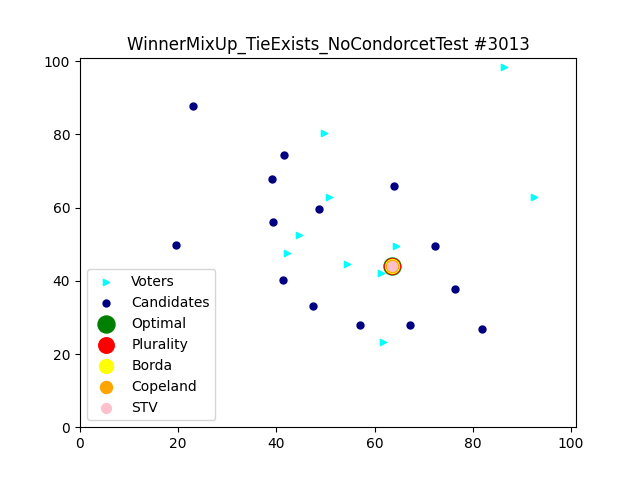 WinnerMixUp_TieExists_NoCondorcetTest #3013
100
80
60
40
20
0
Voters
Candidates
Optimal
Plurality
Borda
Copeland
STV
0 20 40 60 80 100